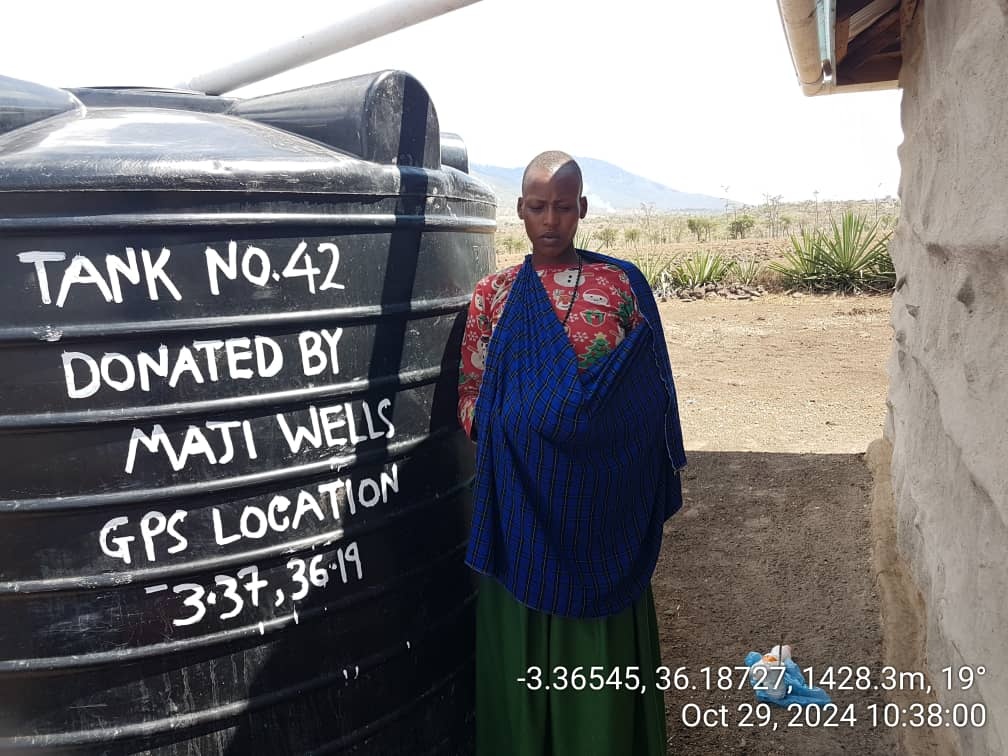 TANK NO.42
DONATED BY
MAJI WELLS
GPS LOCATION
-3.37, 36.19
-3.36545, 36.18727, 1428.3m, 19°
Oct 29, 2024 10:38:00